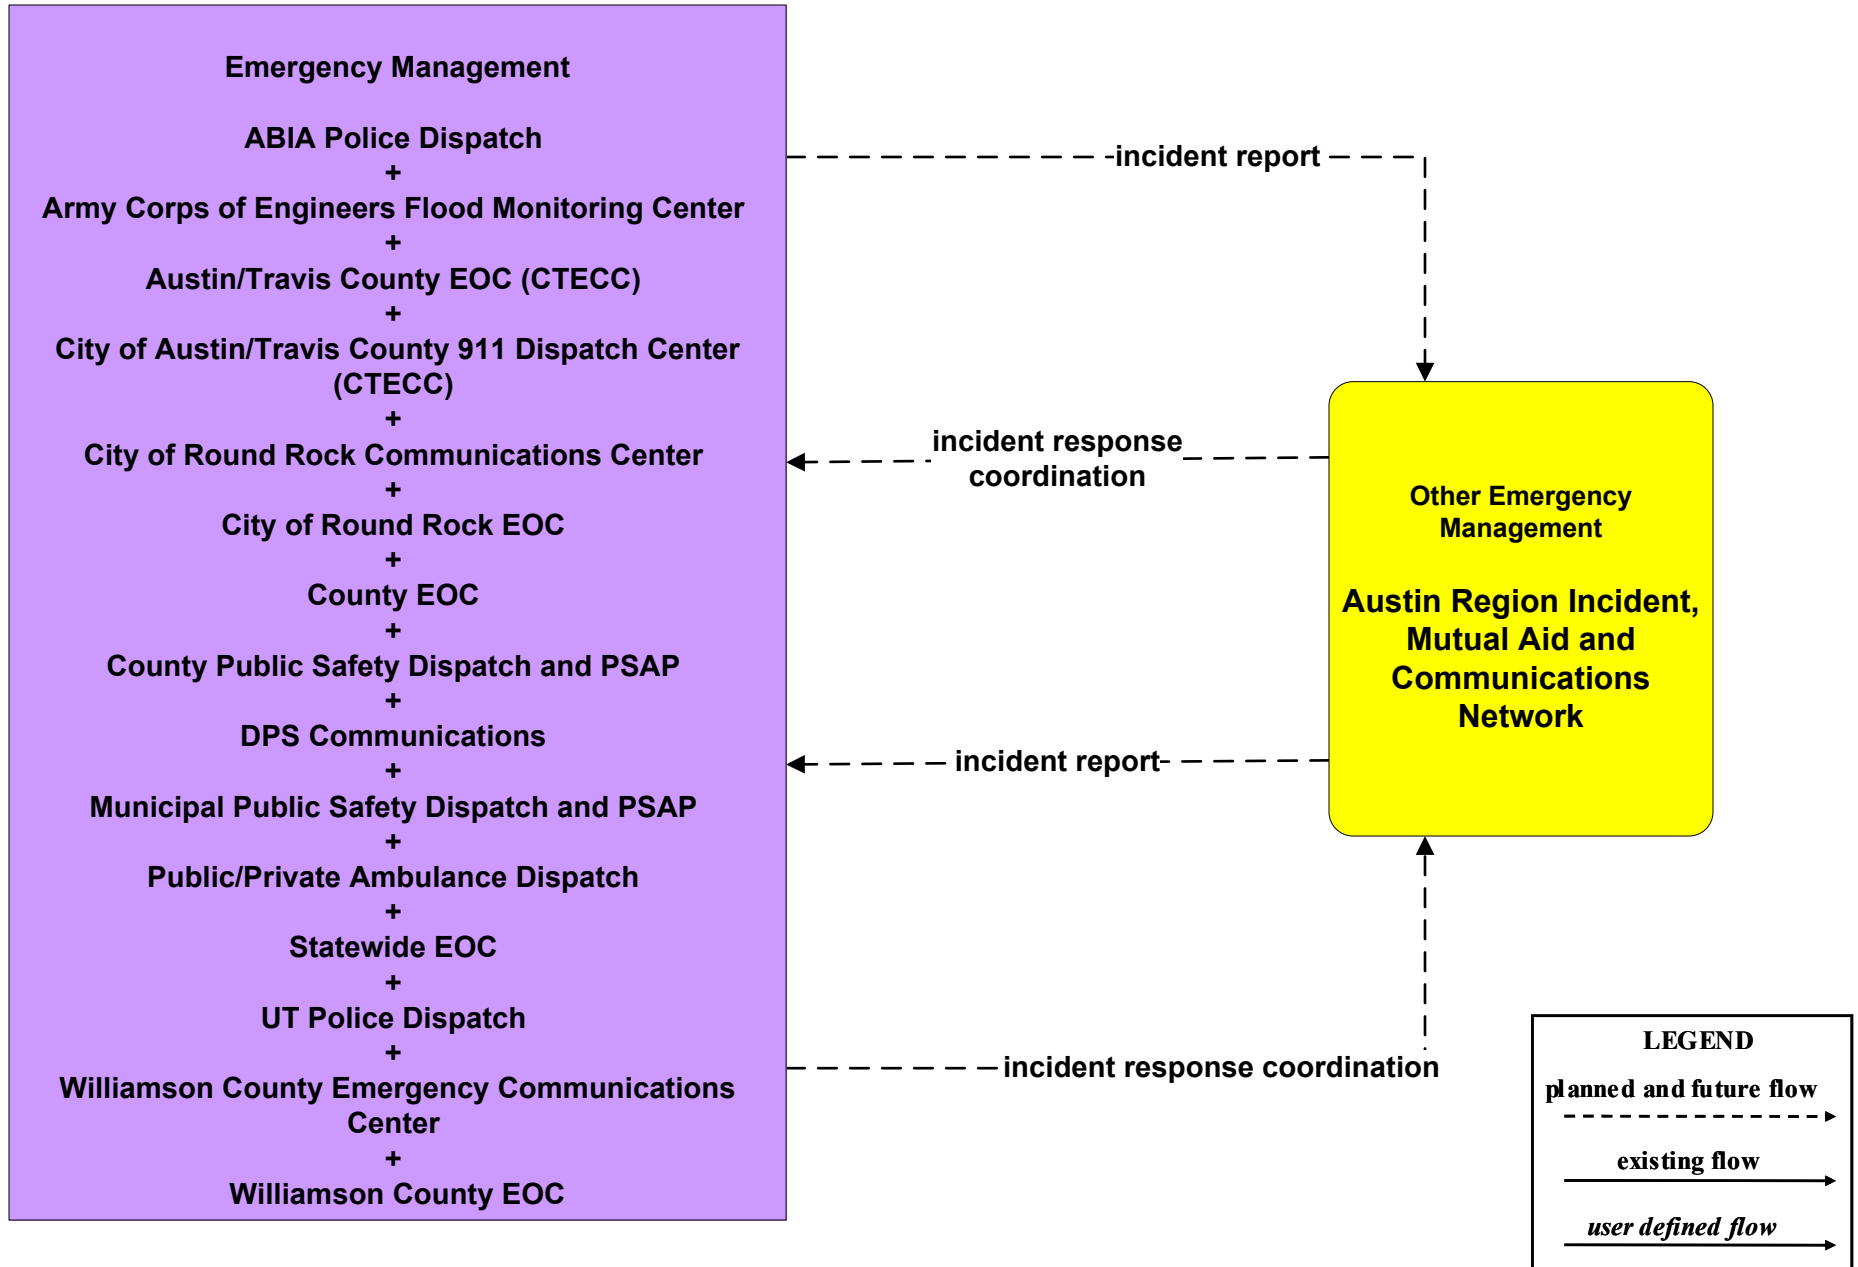 Emergency Management
ABIA Police Dispatch
+
Army Corps of Engineers Flood Monitoring Center
+
Austin/Travis County EOC (CTECC)
+
City of Austin/Travis County 911 Dispatch Center
(CTECC)
+
City of Round Rock Communications Center
+
City of Round Rock EOC
+
County EOC
+
County Public Safety Dispatch and PSAP
+
DPS Communications
+
Municipal Public Safety Dispatch and PSAP
+
Public/Private Ambulance Dispatch
+
Statewide EOC
+
UT Police Dispatch
+
Williamson County Emergency Communications
Center
+
Williamson County EOC
incident report
incident response
coordination
incident report
incident response coordination
Other Emergency
Management
Austin Region Incident,
Mutual Aid and
Communications
Network
LEGEND
planned and future flow
existing flow
user defined flow